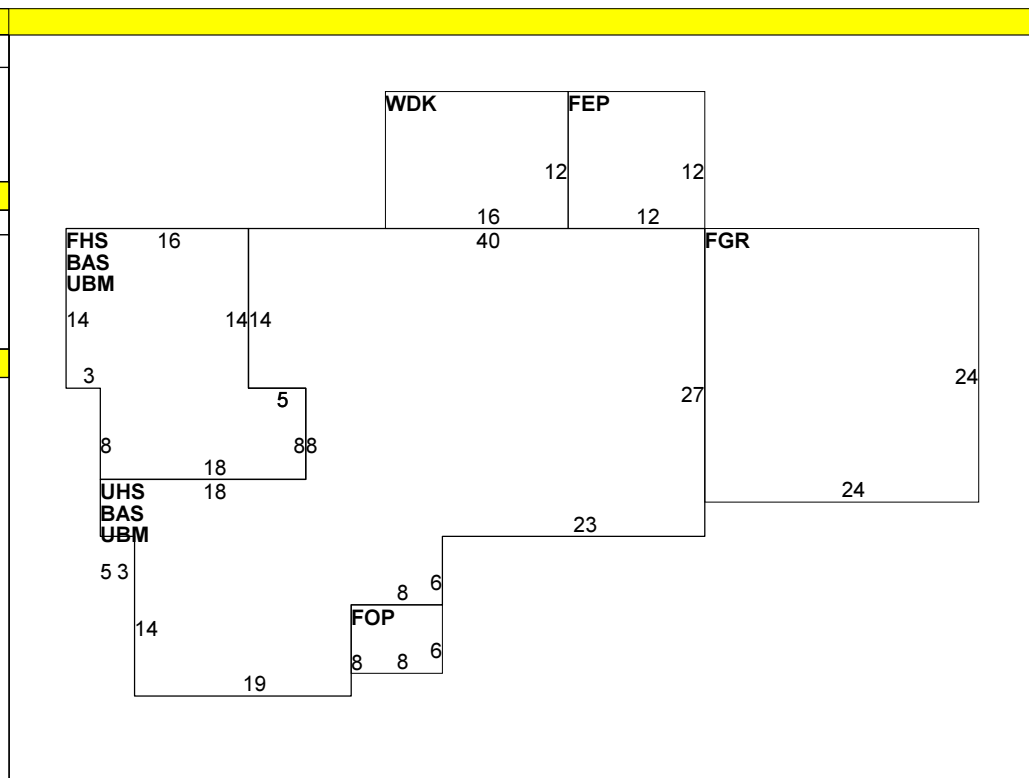 WDK FEP
12 12
16 12
FHS 16 40 FGR
BAS
UBM
14 14 14
3 24
5 27
8 8 8
18
UHS 18 24
BAS
UBM 23
5 3 6
8
FOP
14 6
8 8
19